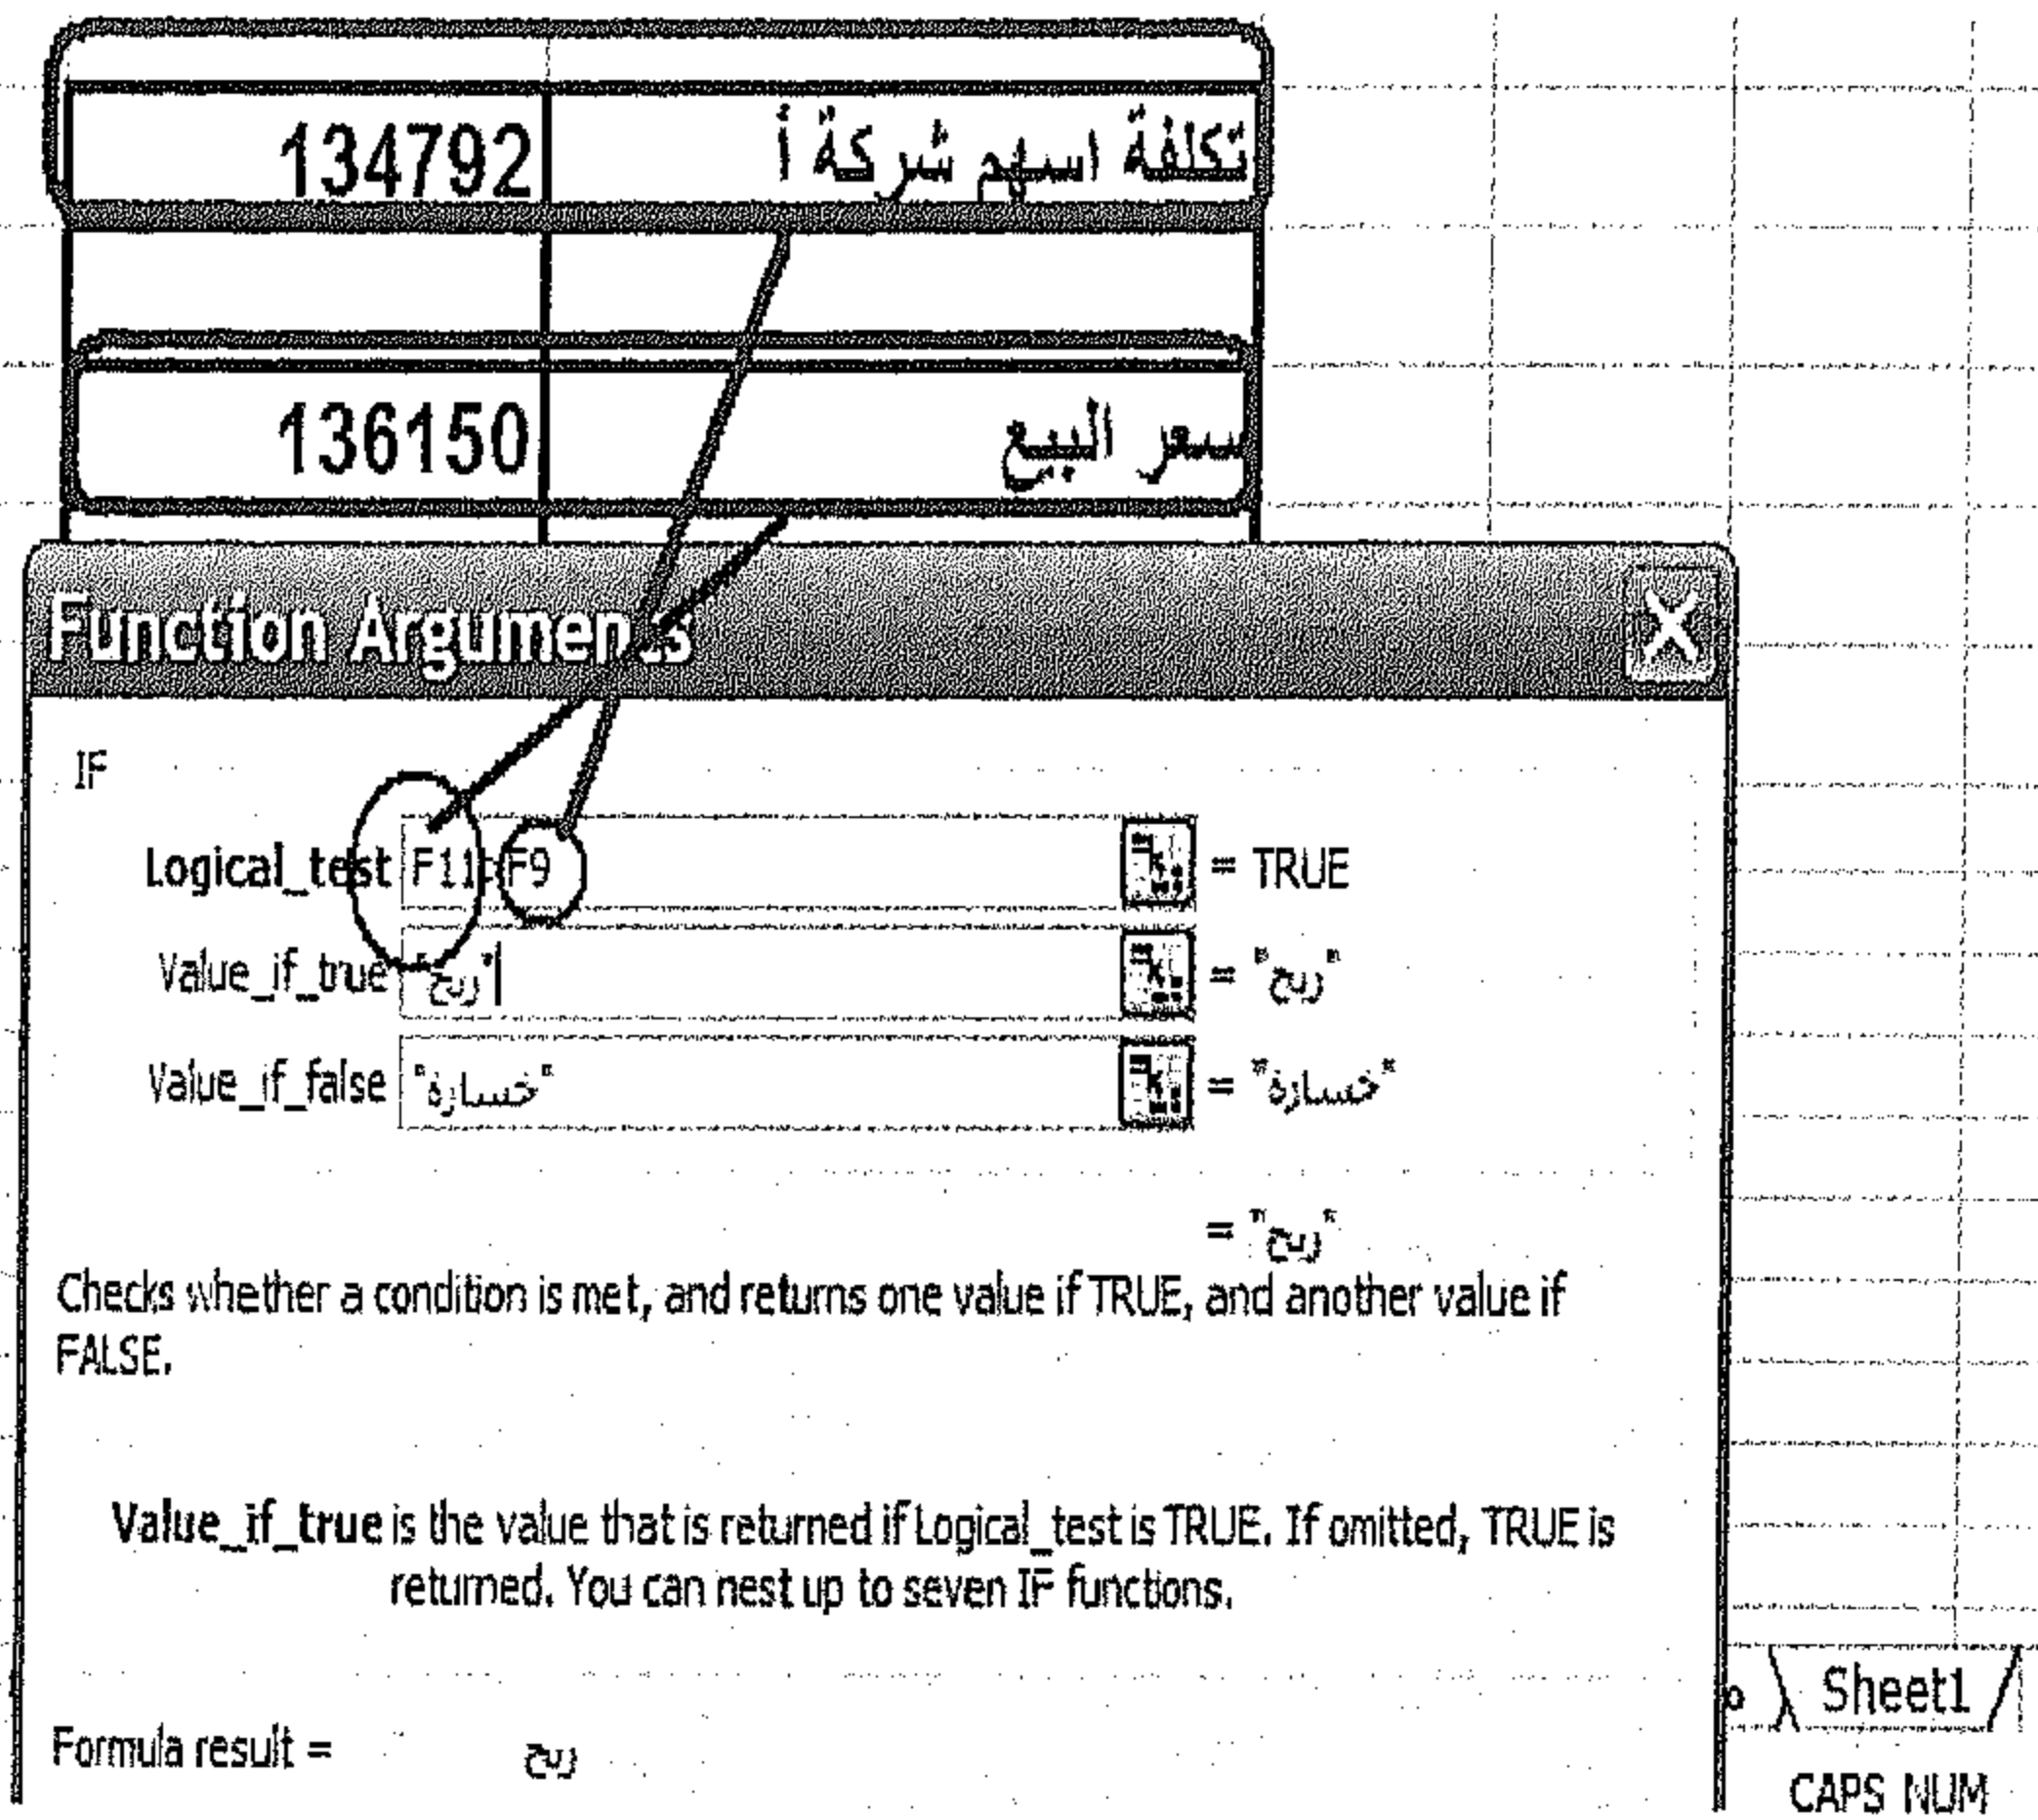 تكلفة اسهم شركة أ 134792
سعر البيع 136150
Function Arguments
IF
Logical_test F11>F9 = TRUE
Value_if_true "ربح" = "ربح"
Value_if_false "خسارة" = "خسارة"
= "ربح"
Checks whether a condition is met, and returns one value if TRUE, and another value if
FALSE.
Value_if_true is the value that is returned if Logical_test is TRUE. If omitted, TRUE is
returned. You can nest up to seven IF functions.
Formula result = ربح
Sheet1
CAPS NUM